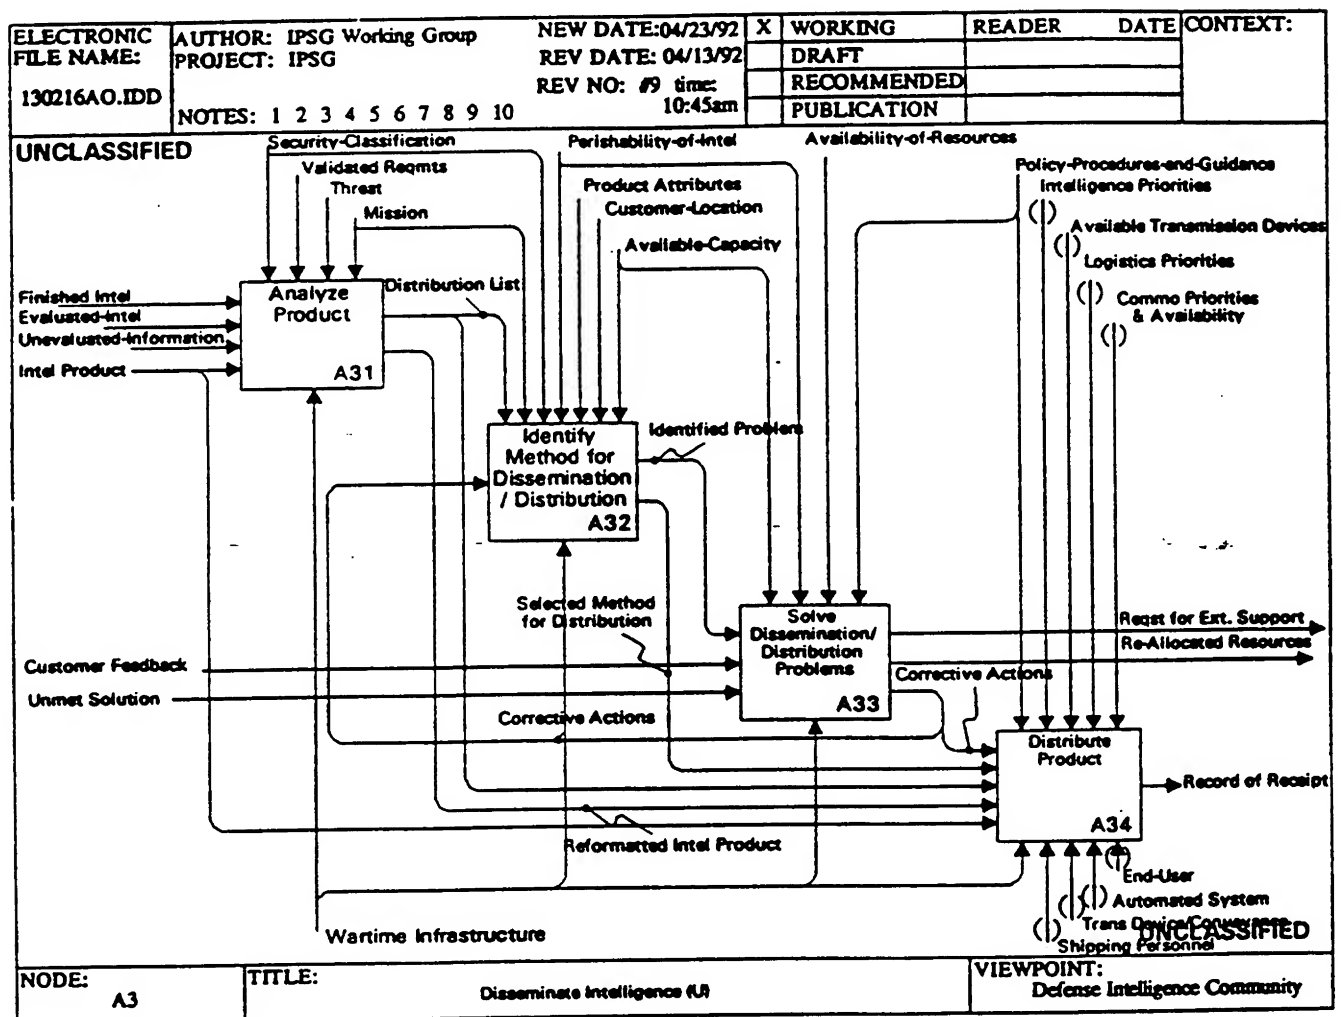 ELECTRONIC
FILE NAME:
130216AO.IDD
AUTHOR: IPSG Working Group
PROJECT: IPSG
NOTES: 1 2 3 4 5 6 7 8 9 10
NEW DATE:04/23/92
REV DATE: 04/13/92
REV NO: #9 time:
10:45am
X WORKING
DRAFT
RECOMMENDED
PUBLICATION
READER DATE
CONTEXT:
UNCLASSIFIED
Security-Classification
Validated Reqmts
Threat
Mission
Perishability-of-Intel
Product Attributes
Customer-Location
Available-Capacity
Availability-of-Resources
Policy-Procedures-and-Guidance
Intelligence Priorities
Available Transmission Devices
Logistics Priorities
Commo Priorities
& Availability
Finished Intel
Evaluated-Intel
Unevaluated-Information
Intel Product
Analyze
Product
A31
Distribution List
Identify
Method for
Dissemination
/ Distribution
A32
Identified Problem
Selected Method
for Distribution
Solve
Dissemination/
Distribution
Problems
A33
Reqst for Ext. Support
Re-Allocated Resources
Customer Feedback
Unmet Solution
Corrective Actions
Corrective Actions
Distribute
Product
A34
Record of Receipt
Reformatted Intel Product
End-User
Automated System
Trans Device/Conveyance
UNCLASSIFIED
Shipping Personnel
Wartime Infrastructure
NODE:
A3
TITLE:
Disseminate Intelligence (U)
VIEWPOINT:
Defense Intelligence Community